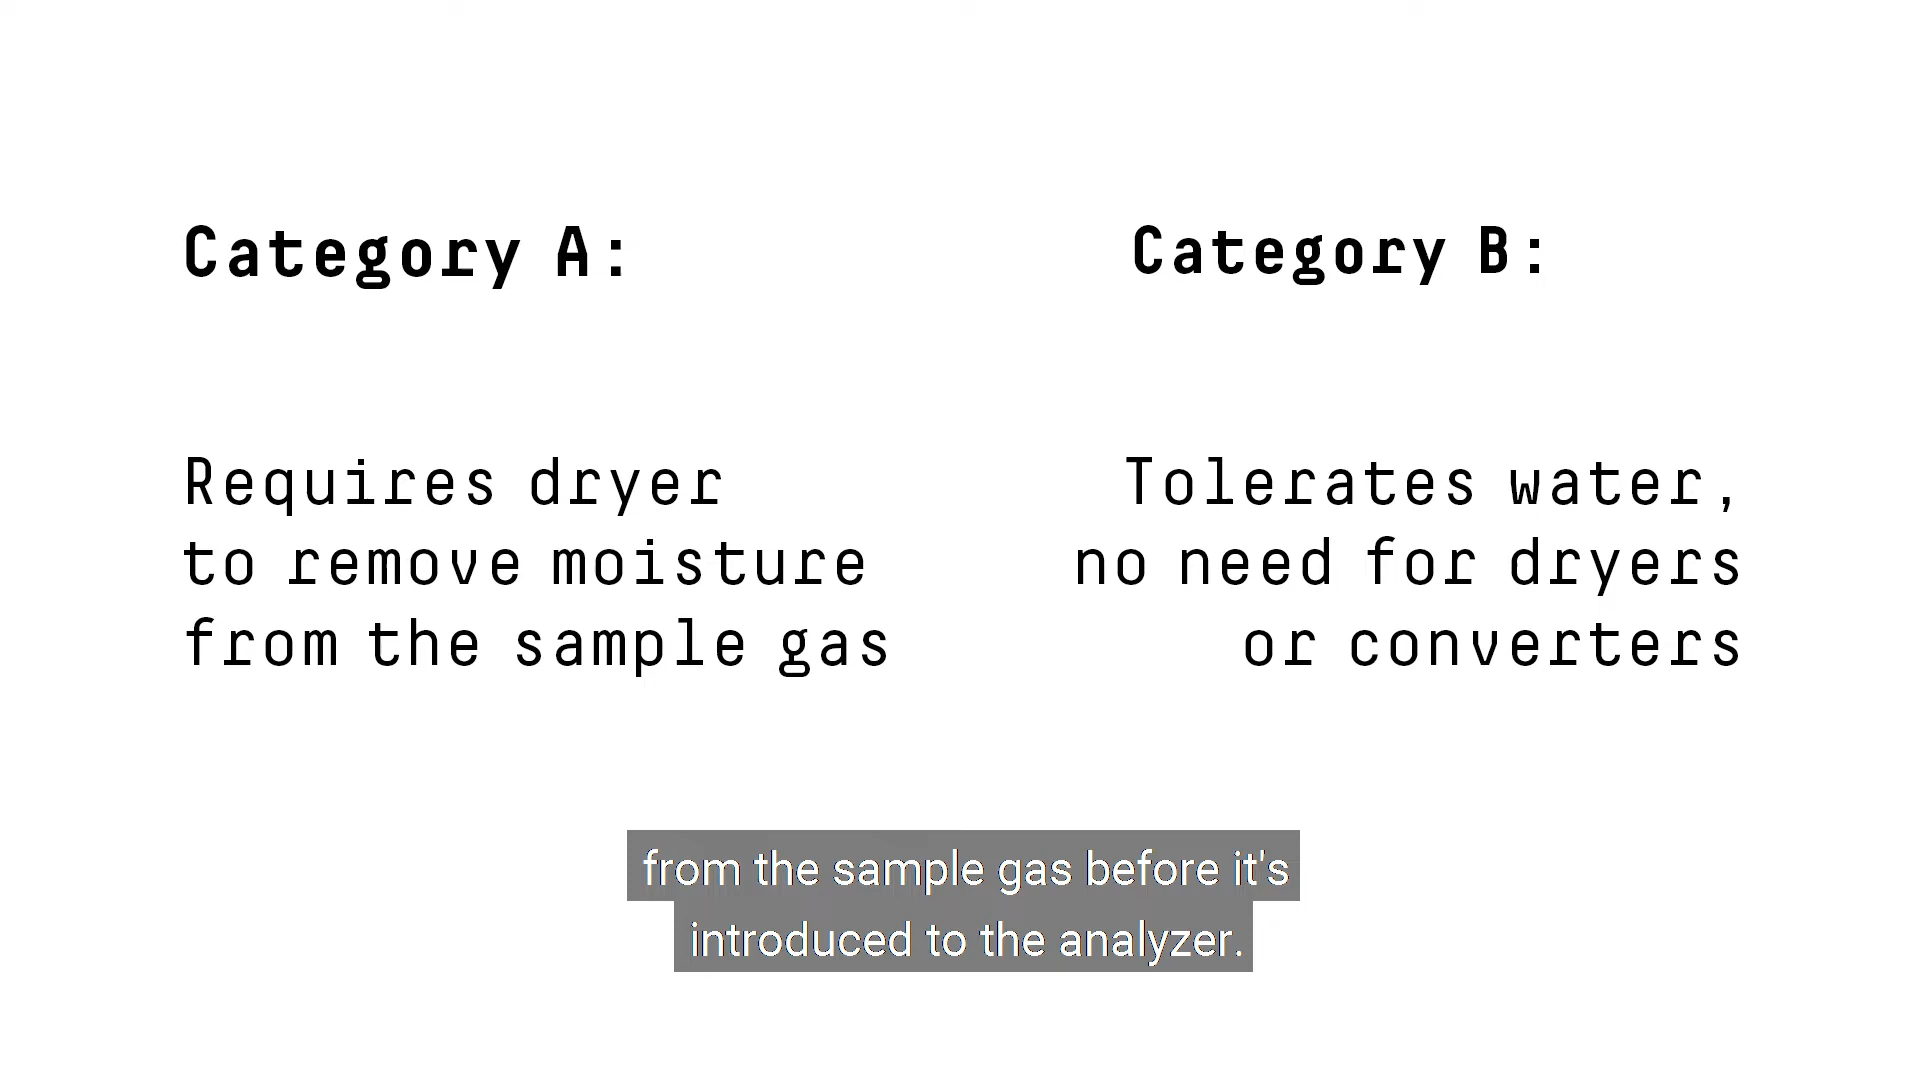 Category A:
Requires dryer
to remove moisture
from the sample gas
Category B:
Tolerates water,
no need for dryers
or converters
from the sample gas before it's
introduced to the analyzer.